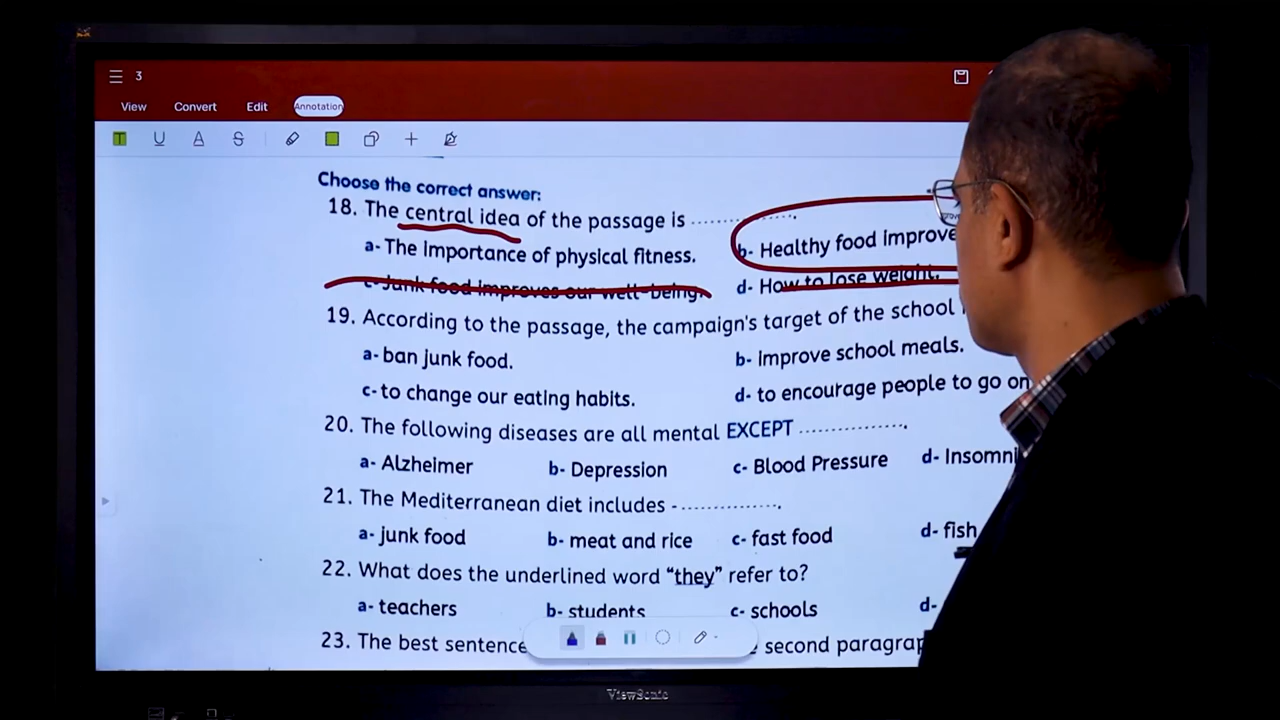 3
View Convert Edit Annotation
T U A S
Choose the correct answer:
18. The central idea of the passage is ...................
a- The importance of physical fitness.
b- Healthy food improve
c- Junk food improves our well-being.
d- How to lose weight.
19. According to the passage, the campaign's target of the school
a- ban junk food.
b- Improve school meals.
c- to change our eating habits.
d- to encourage people to go on
20. The following diseases are all mental EXCEPT ..................
a- Alzheimer
b- Depression
c- Blood Pressure
d- Insomni
21. The Mediterranean diet includes - .................
a- junk food
b- meat and rice
c- fast food
d- fish
22. What does the underlined word “they” refer to?
a- teachers
b- students
c- schools
d-
23. The best sentence second paragrap
ViewSonic